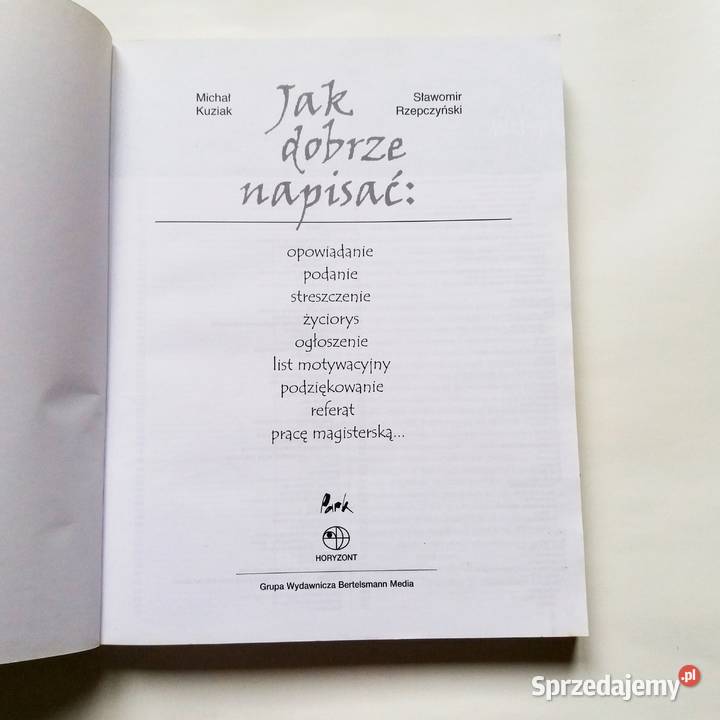 Michał
Kuziak
Sławomir
Rzepczyński
Jak
dobrze
napisać:
opowiadanie
podanie
streszczenie
życiorys
ogłoszenie
list motywacyjny
podziękowanie
referat
pracę magisterską...
Park
HORYZONT
Grupa Wydawnicza Bertelsmann Media
Sprzedajemy.pl